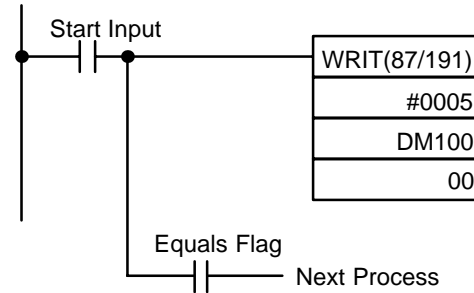 Start Input
WRIT(87/191)
#0005
DM100
00
Equals Flag
Next Process